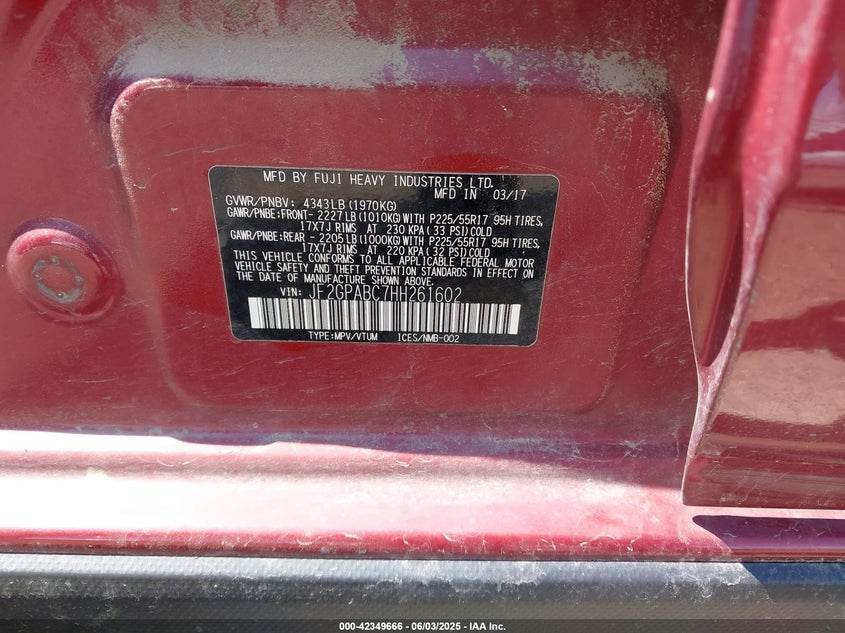 MFD BY FUJI HEAVY INDUSTRIES LTD.
MFD IN 03/17
GVWR/PNBV: 4343LB(1970KG)
GAWR/PNBE:FRONT- 2227LB(1010KG)WITH P225/55R17 95H TIRES,
17X7J RIMS AT 230 KPA(33 PSI)COLD
GAWR/PNBE:REAR - 2205LB(1000KG)WITH P225/55R17 95H TIRES,
17X7J RIMS AT 220 KPA(32 PSI)COLD
THIS VEHICLE CONFORMS TO ALL APPLICABLE FEDERAL MOTOR
VEHICLE SAFETY AND THEFT PREVENTION STANDARDS IN EFFECT ON
THE DATE OF MANUFACTURE SHOWN ABOVE.
VIN: JF2GPABC7HH261602
TYPE:MPV/VTUM ICES/NMB-002
000-42349666 - 06/03/2025 - IAA Inc.